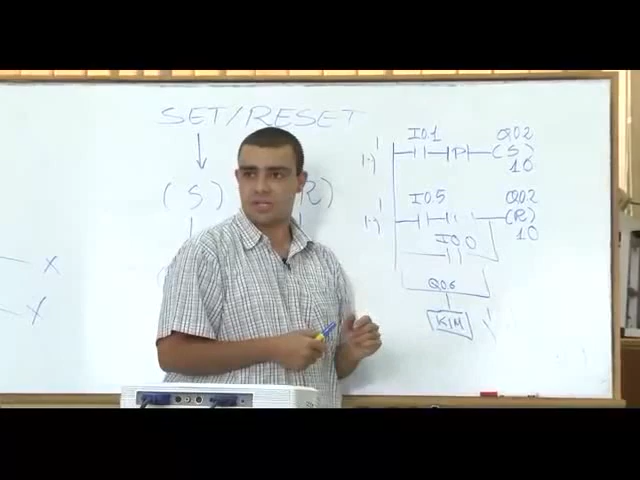 SET/RESET
(S) R)
X
X
I0.1 Q0.2
P (S)
10
I0.5 Q0.2
(R)
I0.0 10
Q0.6
KIM